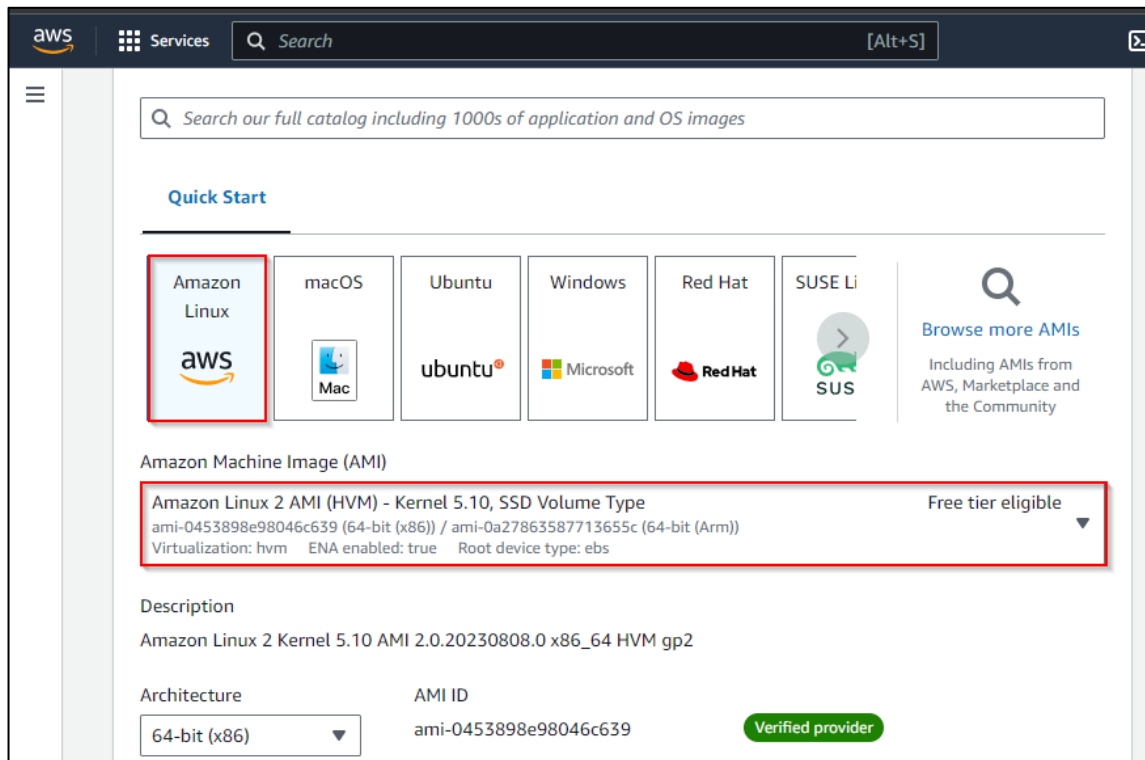 aws Services Search [Alt+S]
Search our full catalog including 1000s of application and OS images
Quick Start
Amazon Linux
aws
macOS
Mac
Ubuntu
ubuntu
Windows
Microsoft
Red Hat
Red Hat
SUSE Li
SUS
Browse more AMIs
Including AMIs from
AWS, Marketplace and
the Community
Amazon Machine Image (AMI)
Amazon Linux 2 AMI (HVM) - Kernel 5.10, SSD Volume Type Free tier eligible
ami-0453898e98046c639 (64-bit (x86)) / ami-0a27863587713655c (64-bit (Arm))
Virtualization: hvm ENA enabled: true Root device type: ebs
Description
Amazon Linux 2 Kernel 5.10 AMI 2.0.20230808.0 x86_64 HVM gp2
Architecture AMI ID
64-bit (x86) ami-0453898e98046c639 Verified provider